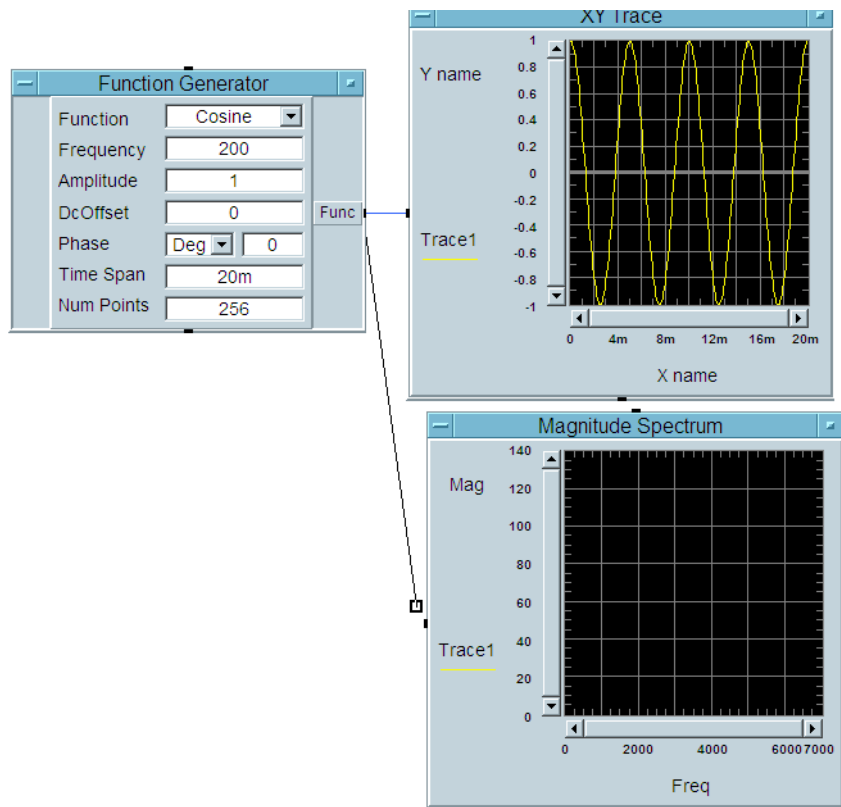 Function Generator
Function Cosine
Frequency 200
Amplitude 1
DcOffset 0
Phase Deg 0
Time Span 20m
Num Points 256
Func
XY Trace
Y name
Trace1
1
0.8
0.6
0.4
0.2
0
-0.2
-0.4
-0.6
-0.8
-1
0 4m 8m 12m 16m 20m
X name
Magnitude Spectrum
Mag
Trace1
140
120
100
80
60
40
20
0
0 2000 4000 6000 7000
Freq